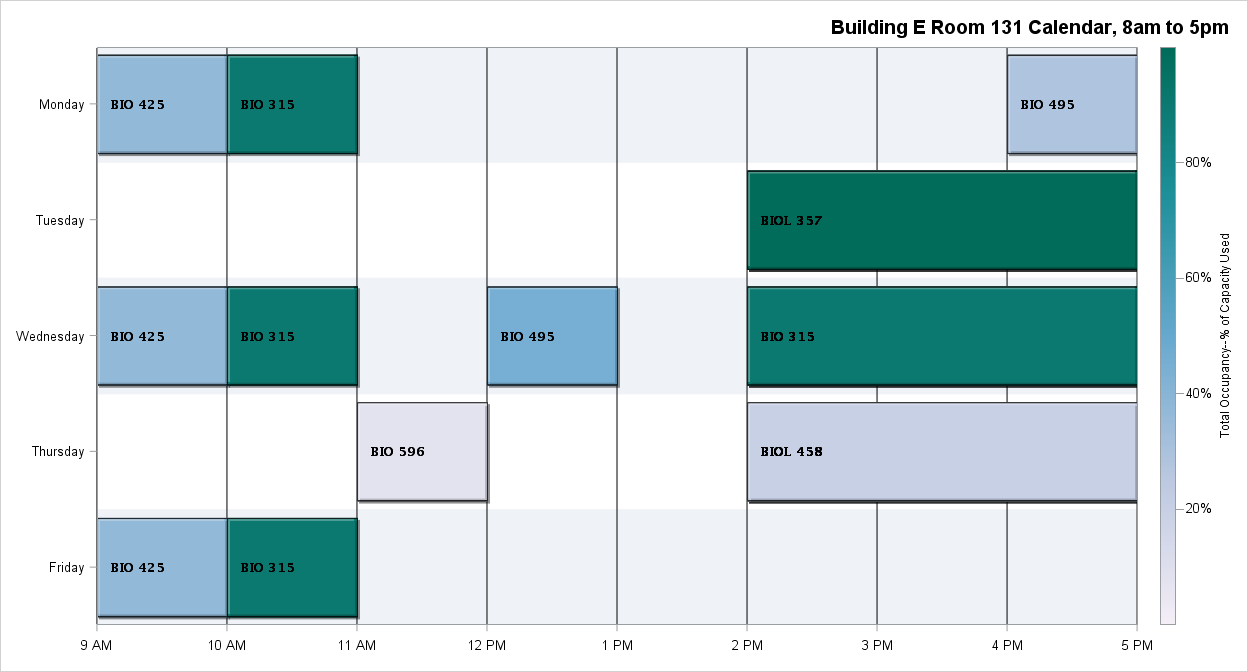 Building E Room 131 Calendar, 8am to 5pm
Monday
BIO 425
BIO 315
BIO 495
Tuesday
BIOL 357
Wednesday
BIO 425
BIO 315
BIO 495
BIO 315
Thursday
BIO 596
BIOL 458
Friday
BIO 425
BIO 315
9 AM
10 AM
11 AM
12 PM
1 PM
2 PM
3 PM
4 PM
5 PM
80%
60%
40%
20%
Total Occupancy--% of Capacity Used